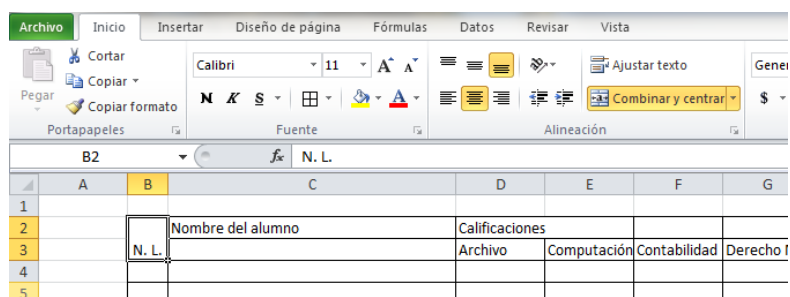 Archivo Inicio Insertar Diseño de página Fórmulas Datos Revisar Vista
Cortar
Copiar
Copiar formato
Pegar
Calibri 11 A A Ajustar texto
N K S A Combinar y centrar $
Portapapeles Fuente Alineación
B2 fx N. L.
A B C D E F G
1
2 Nombre del alumno Calificaciones
3 N. L. Archivo Computación Contabilidad Derecho
4
5